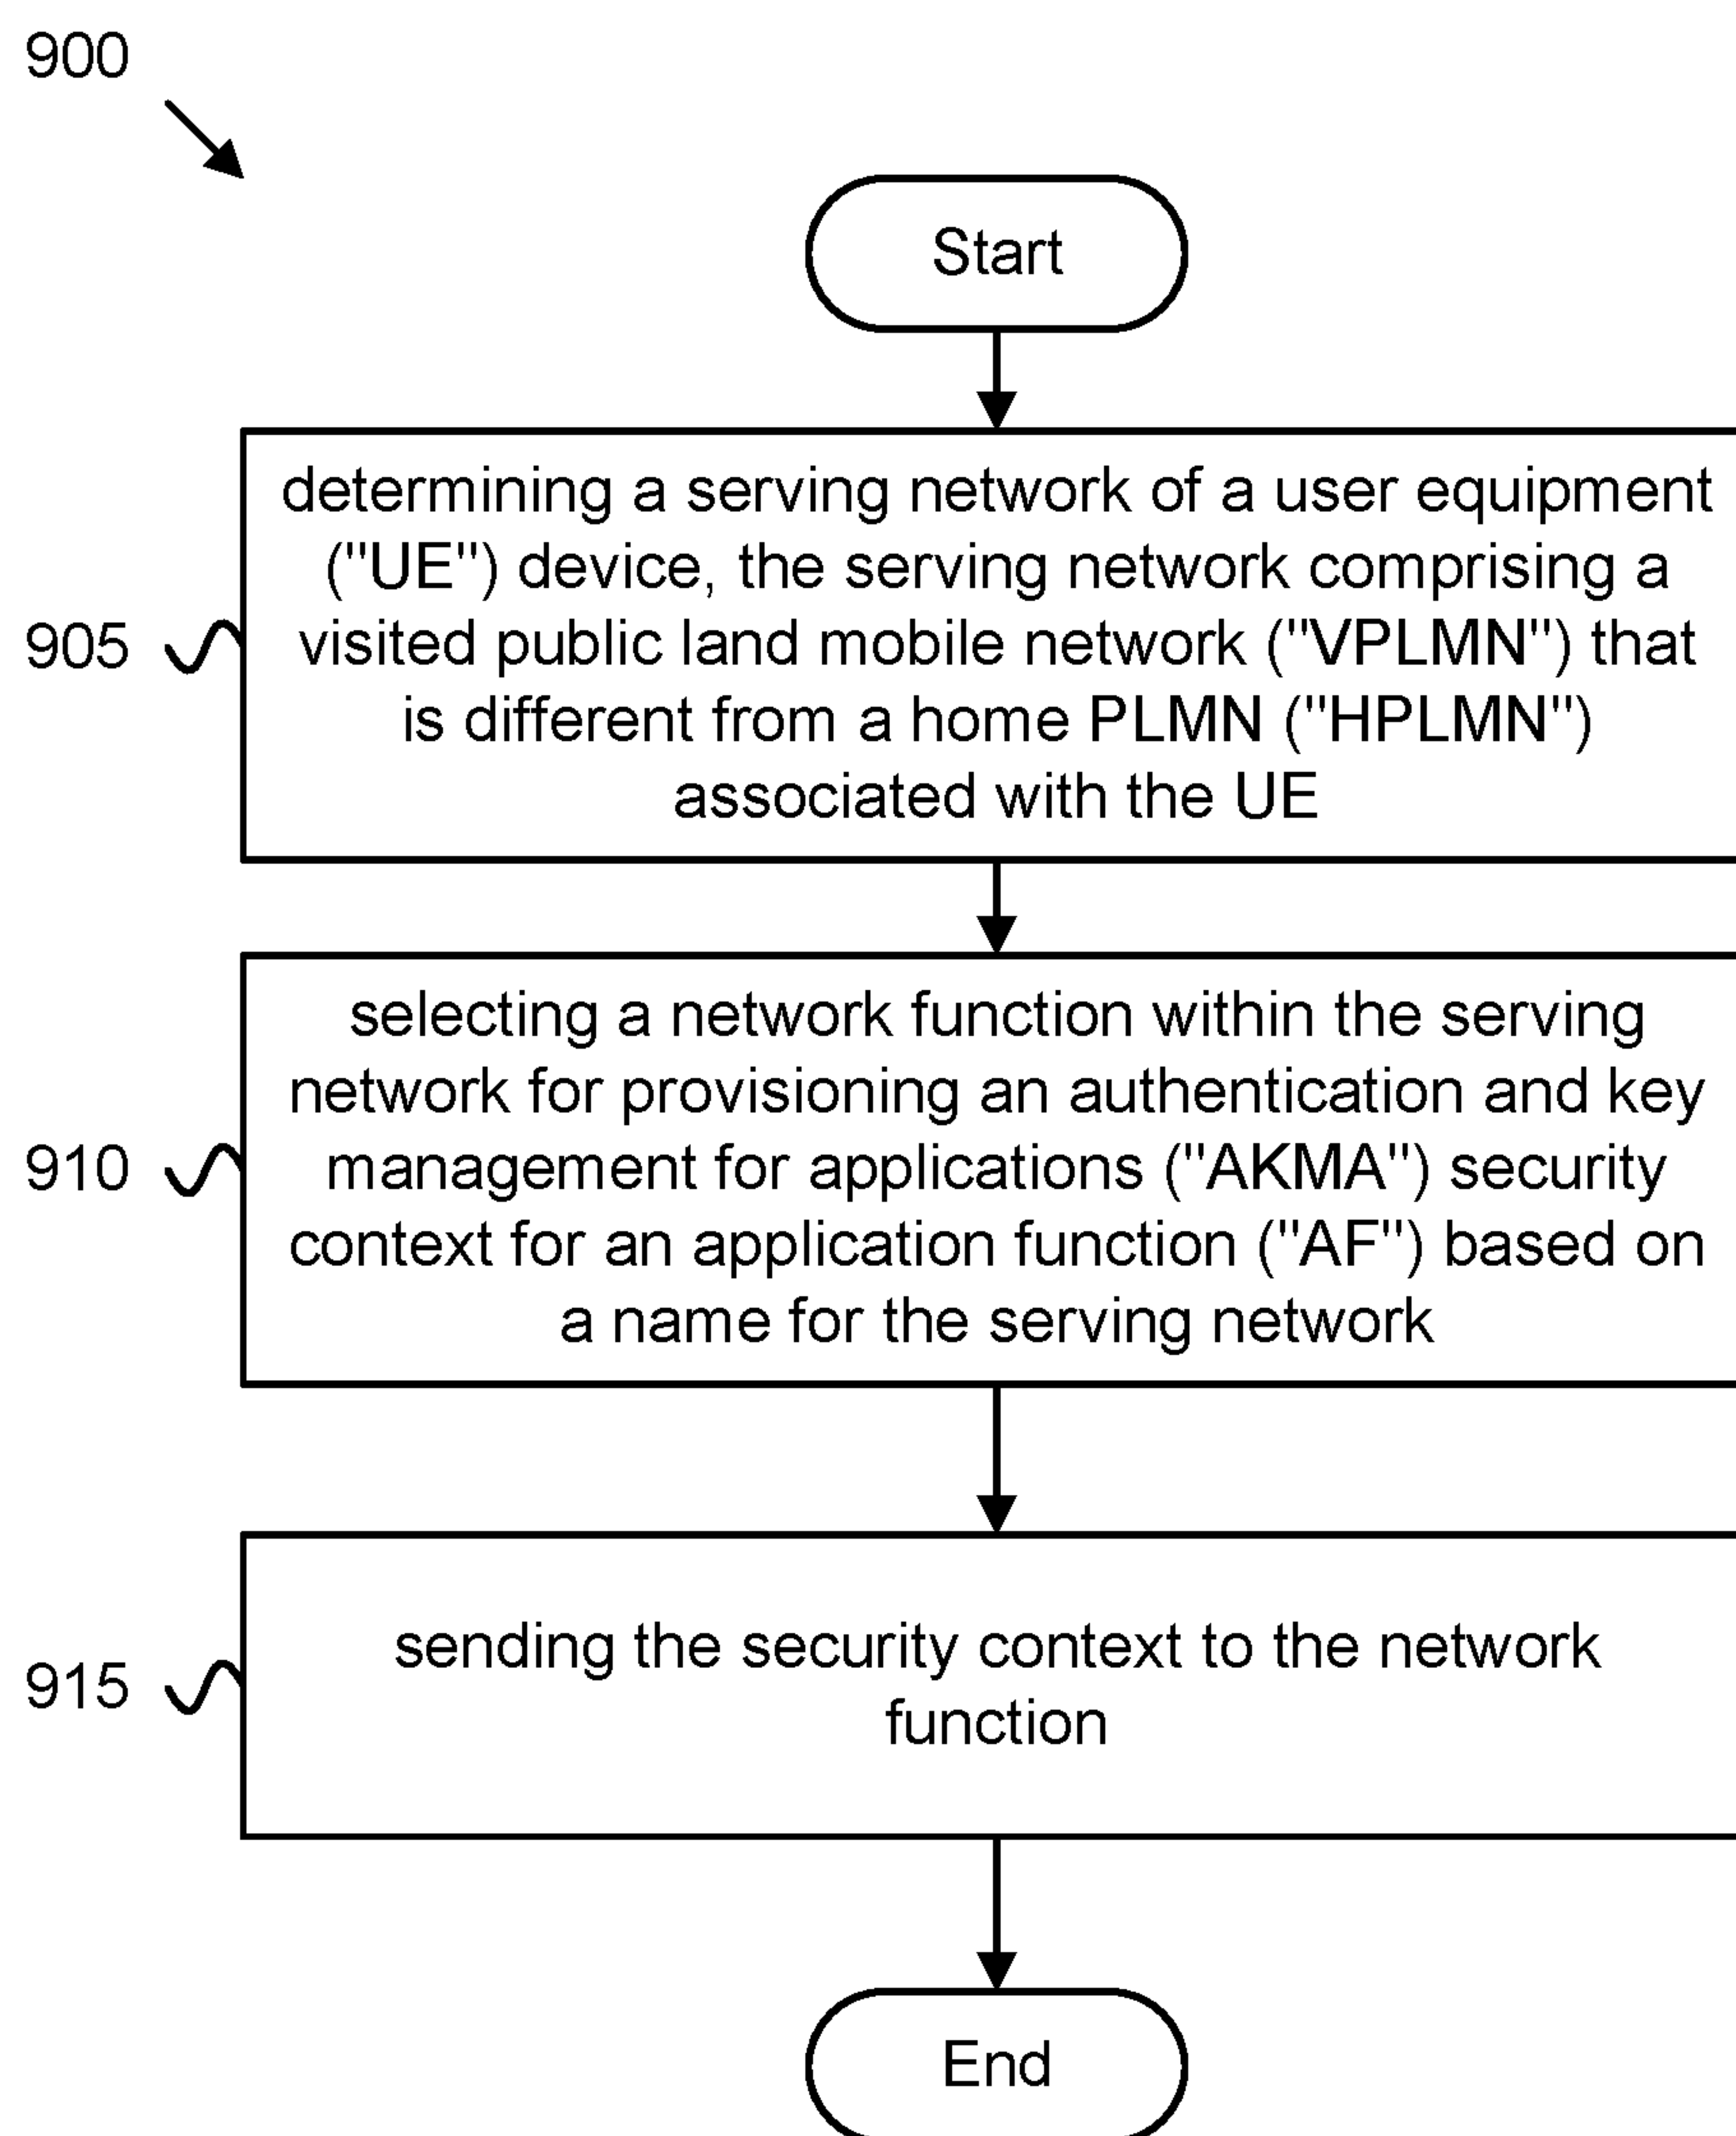 900
Start
determining a serving network of a user equipment
("UE") device, the serving network comprising a
905
visited public land mobile network ("VPLMN") that
is different from a home PLMN ("HPLMN")
associated with the UE
selecting a network function within the serving
network for provisioning an authentication and key
910
management for applications ("AKMA") security
context for an application function ("AF") based on
a name for the serving network
915
sending the security context to the network
function
End